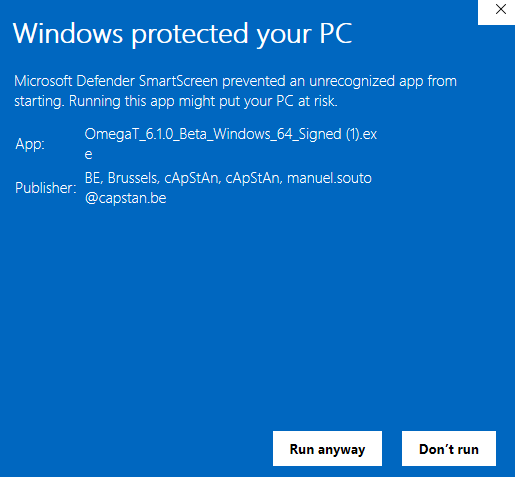 Windows protected your PC
Microsoft Defender SmartScreen prevented an unrecognized app from
starting. Running this app might put your PC at risk.
App: OmegaT_6.1.0_Beta_Windows_64_Signed (1).ex
e
Publisher: BE, Brussels, cApStAn, cApStAn, manuel.souto
@capstan.be
Run anyway Don't run